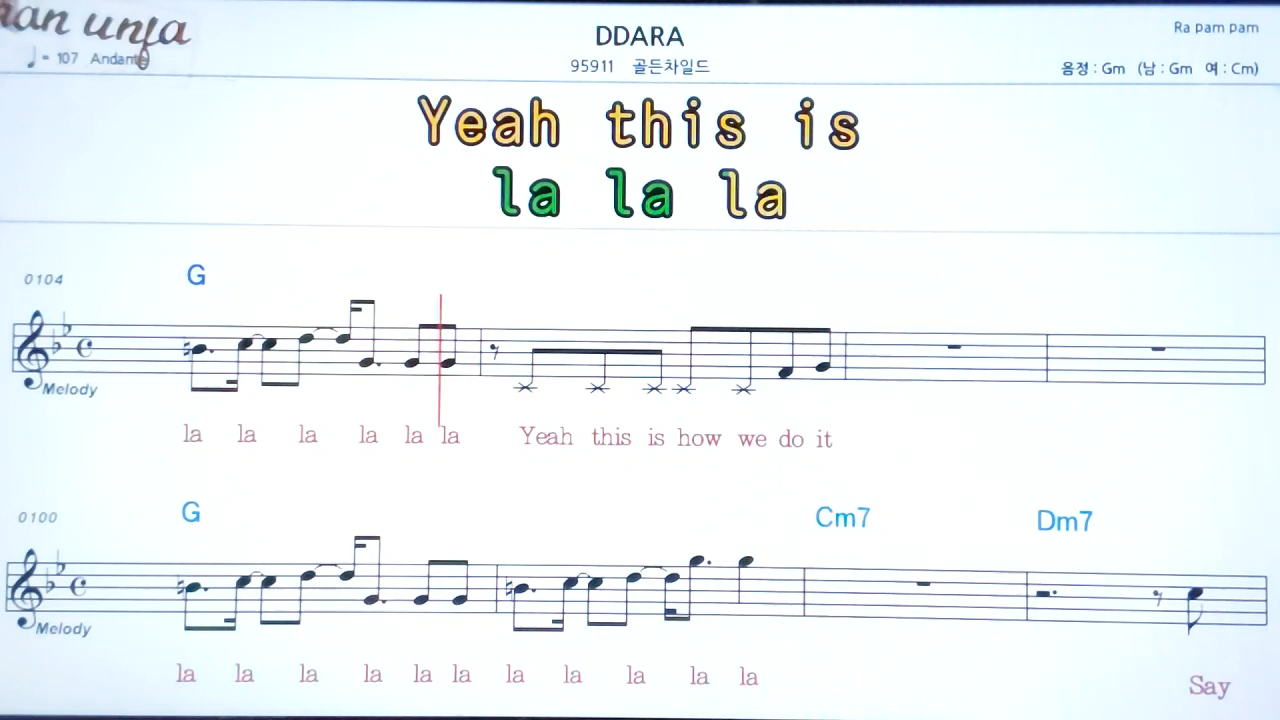 ♩= 107 Andante
DDARA
Ra pam pam
95911 골든차일드
음정 : Gm (남 : Gm 여 : Cm)
Yeah this is
la la la
0104
G
Melody
la la la la la la Yeah this is how we do it
0100
G Cm7 Dm7
Melody
la la la la la la la la la la la Say